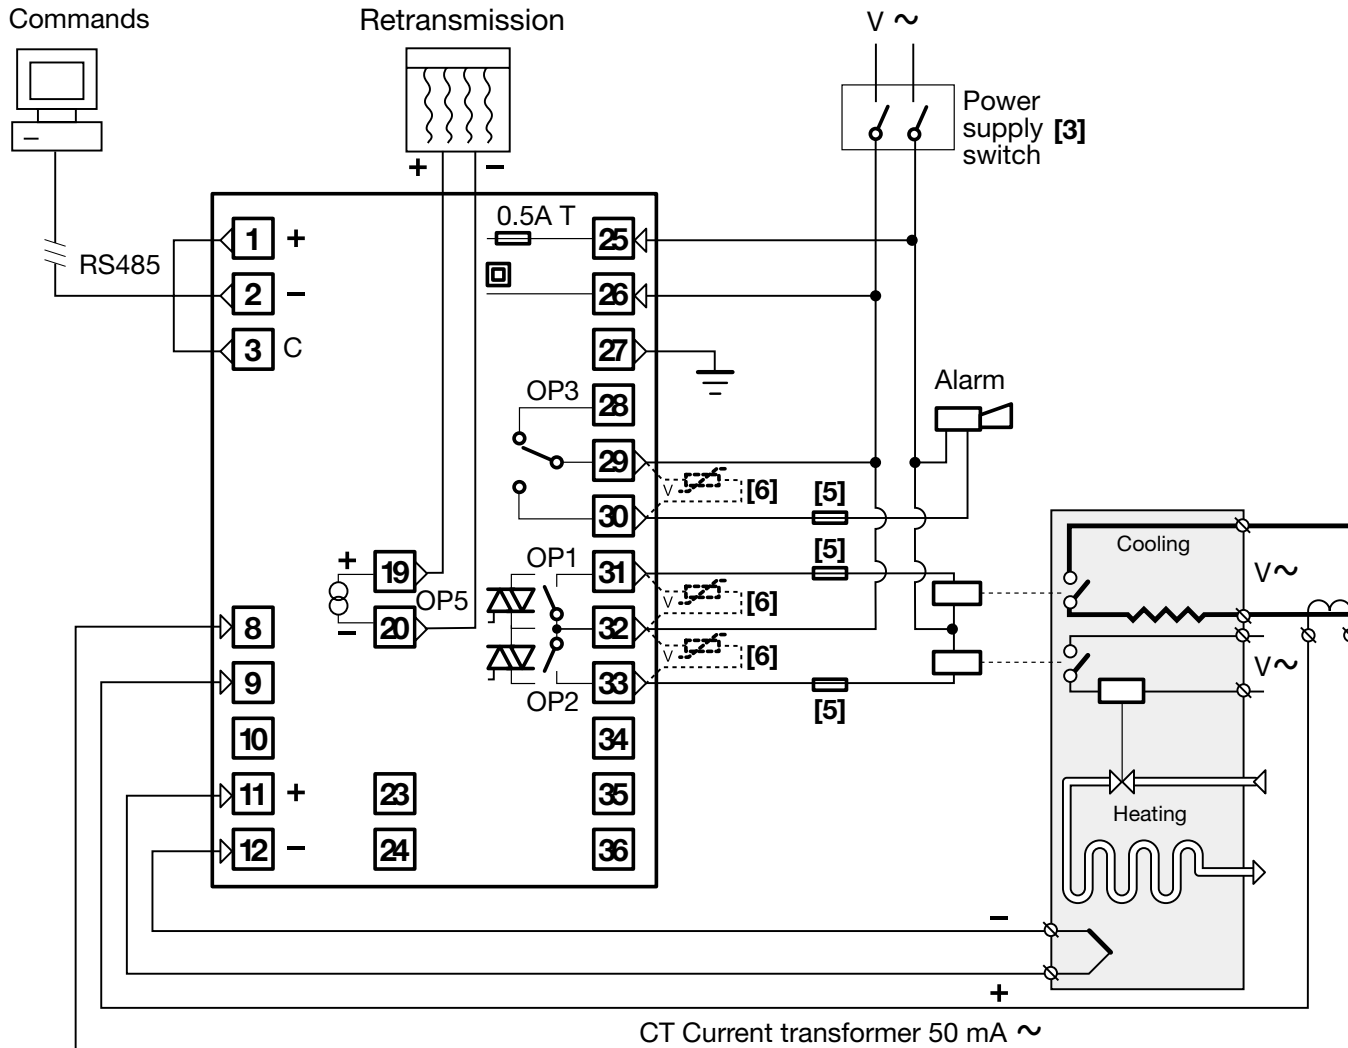 Commands
Retransmission
V ~
Power
supply [3]
switch
+ −
0.5A T
1 +
25
RS485
2 −
26
3 C
27
Alarm
OP3
28
29
V [6]
[5]
30
[5]
Cooling
OP1
31
V ~
+ 19
V [6]
OP5
− 20
8
32
V [6]
V ~
9
33
OP2
[5]
10
34
11 +
23
35
Heating
12 −
24
36
−
+
CT Current transformer 50 mA ~